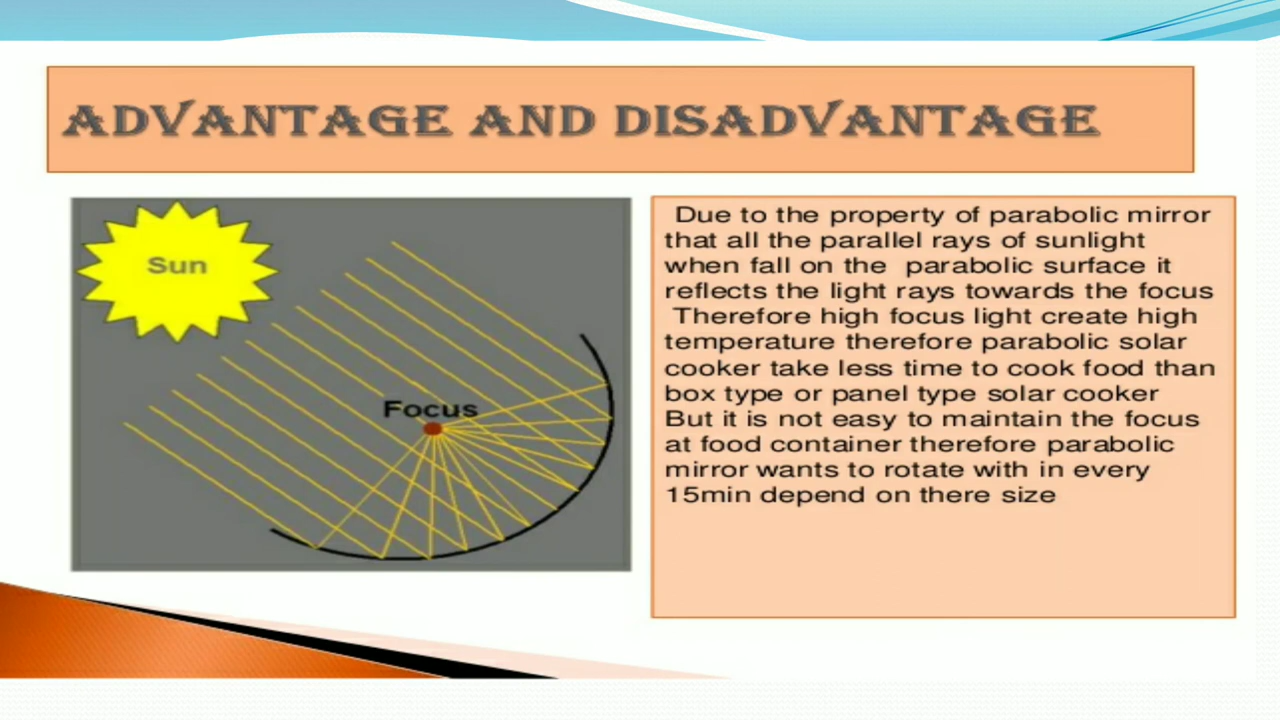 ADVANTAGE AND DISADVANTAGE
Sun
Focus
Due to the property of parabolic mirror
that all the parallel rays of sunlight
when fall on the parabolic surface it
reflects the light rays towards the focus
Therefore high focus light create high
temperature therefore parabolic solar
cooker take less time to cook food than
box type or panel type solar cooker
But it is not easy to maintain the focus
at food container therefore parabolic
mirror wants to rotate with in every
15min depend on there size